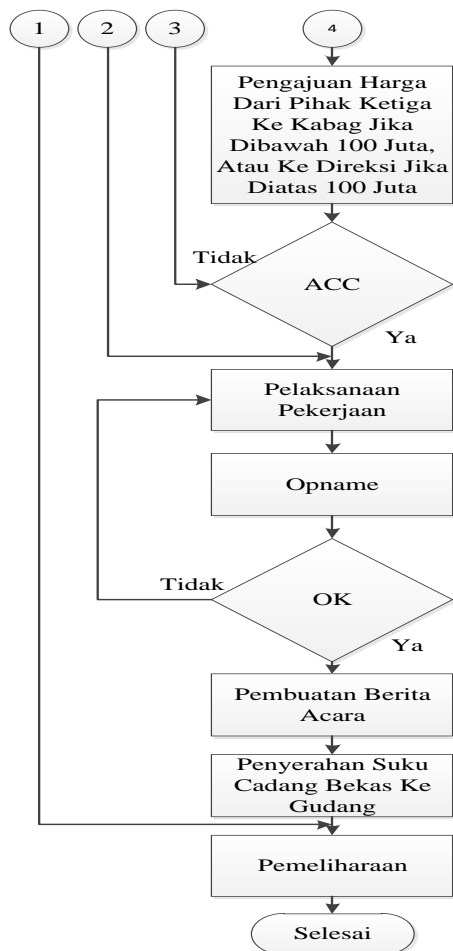 1
2
3
4
Pengajuan Harga
Dari Pihak Ketiga
Ke Kabag Jika
Dibawah 100 Juta,
Atau Ke Direksi Jika
Diatas 100 Juta
Tidak
ACC
Ya
Pelaksanaan
Pekerjaan
Opname
Tidak
OK
Ya
Pembuatan Berita
Acara
Penyerahan Suku
Cadang Bekas Ke
Gudang
Pemeliharaan
Selesai